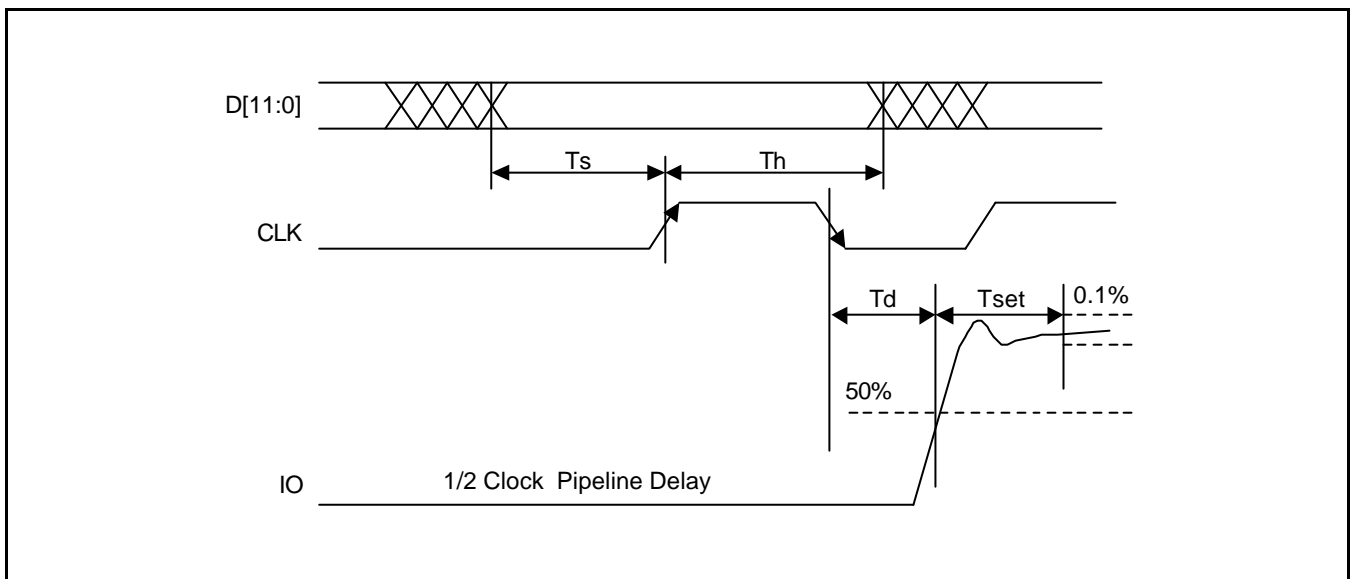 D[11:0]
Ts
Th
CLK
Td
Tset
0.1%
50%
IO
1/2 Clock Pipeline Delay